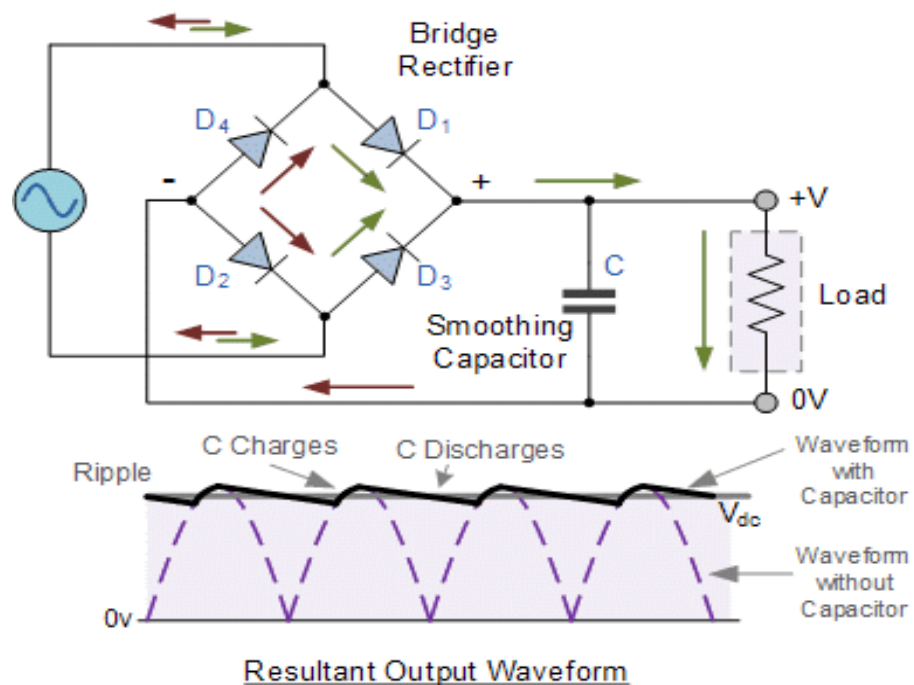 Bridge
Rectifier
D4
D1
-
+
+V
D2
D3
C
Load
Smoothing
Capacitor
0V
C Charges
C Discharges
Waveform
with
Capacitor
Ripple
Vdc
Waveform
without
Capacitor
0v
Resultant Output Waveform